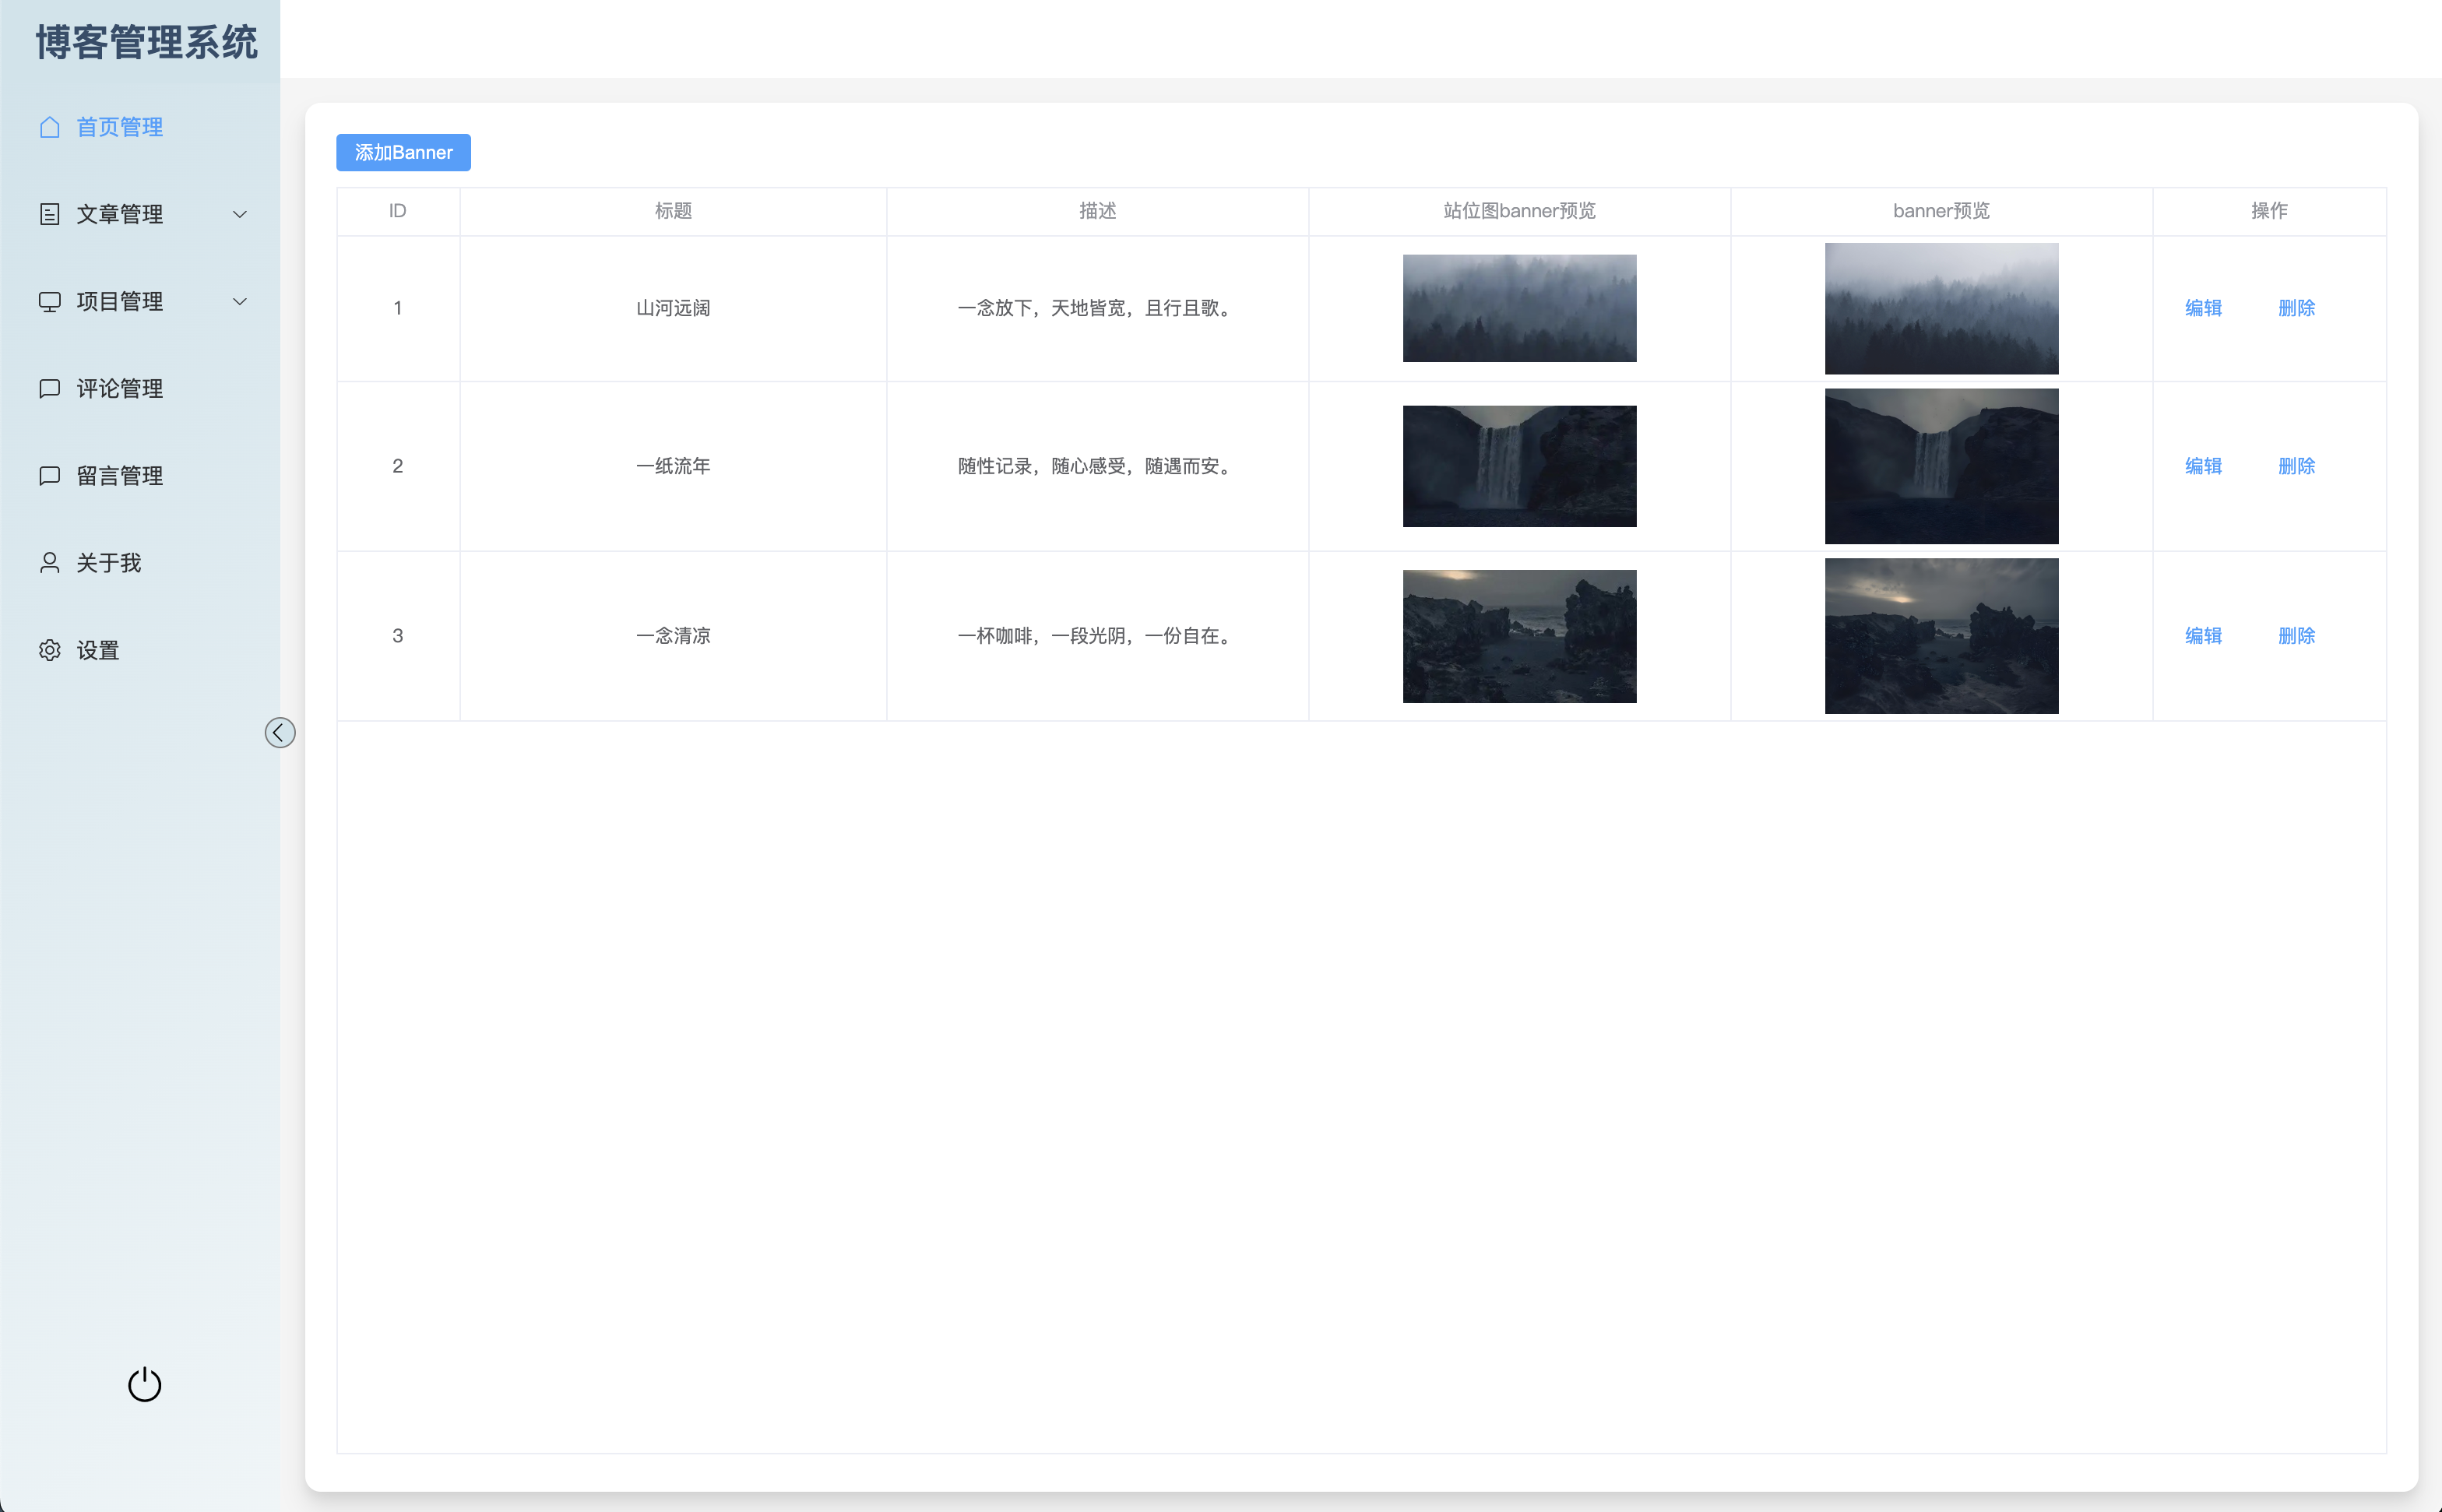 博客管理系统
首页管理
文章管理
项目管理
评论管理
留言管理
关于我
设置
添加Banner
ID 标题 描述 站位图banner预览 banner预览 操作
1 山河远阔 一念放下，天地皆宽，且行且歌。 编辑 删除
2 一纸流年 随性记录，随心感受，随遇而安。 编辑 删除
3 一念清凉 一杯咖啡，一段光阴，一份自在。 编辑 删除